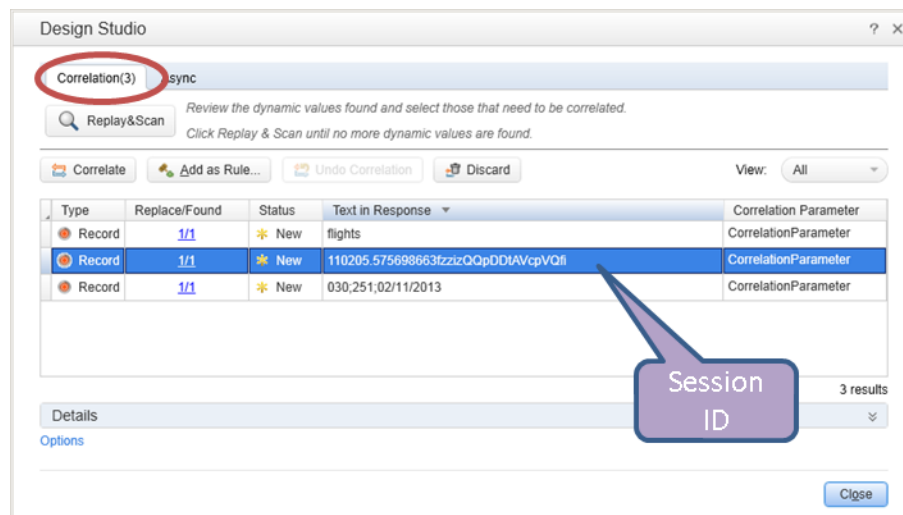 Design Studio ? ×
Correlation(3)
Review the dynamic values found and select those that need to be correlated.
Replay&Scan
Click Replay & Scan until no more dynamic values are found.
Correlate Add as Rule... Undo Correlation Discard View: All
Type Replace/Found Status Text in Response Correlation Parameter
Record 1/1 New flights CorrelationParameter
Record 1/1 New 110205.575698663fzzizQQpDDtAVcpVQfi CorrelationParameter
Record 1/1 New 030;251;02/11/2013 CorrelationParameter
Session
ID
3 results
Details
Options
Close